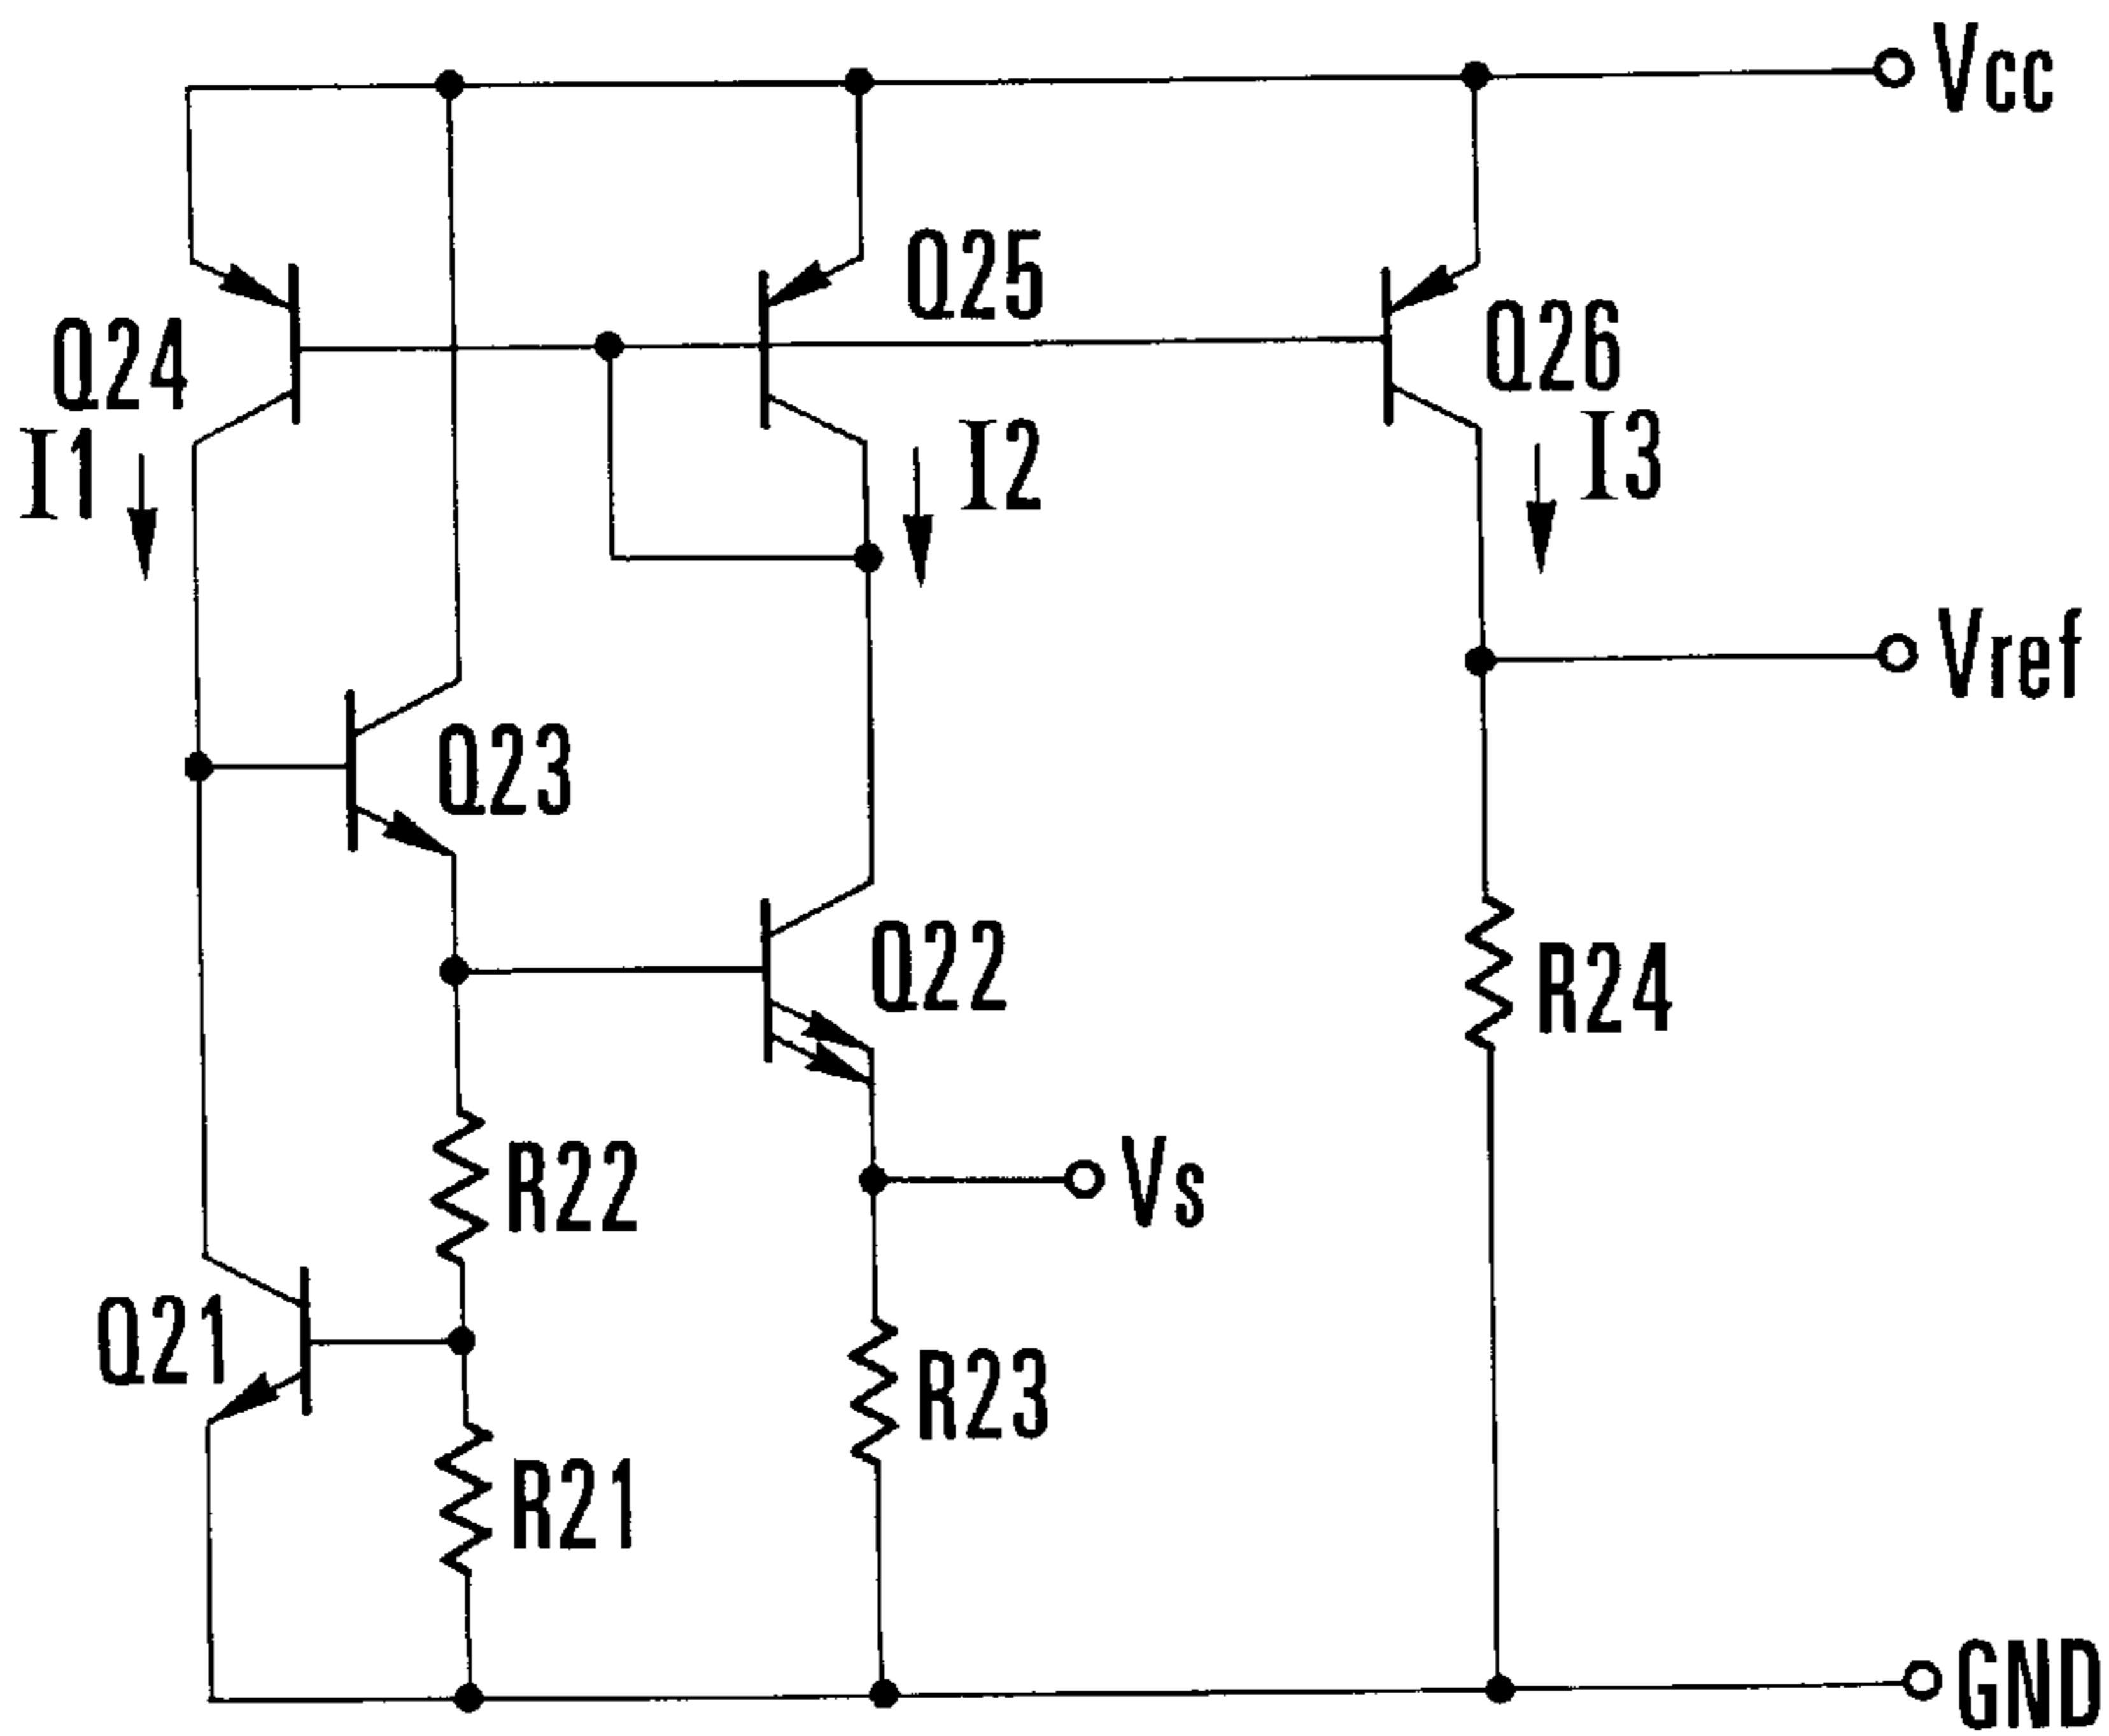 Vcc
Q25
Q24
Q26
I1
I2
I3
Vref
Q23
Q22
R24
R22
Vs
Q21
R23
R21
GND